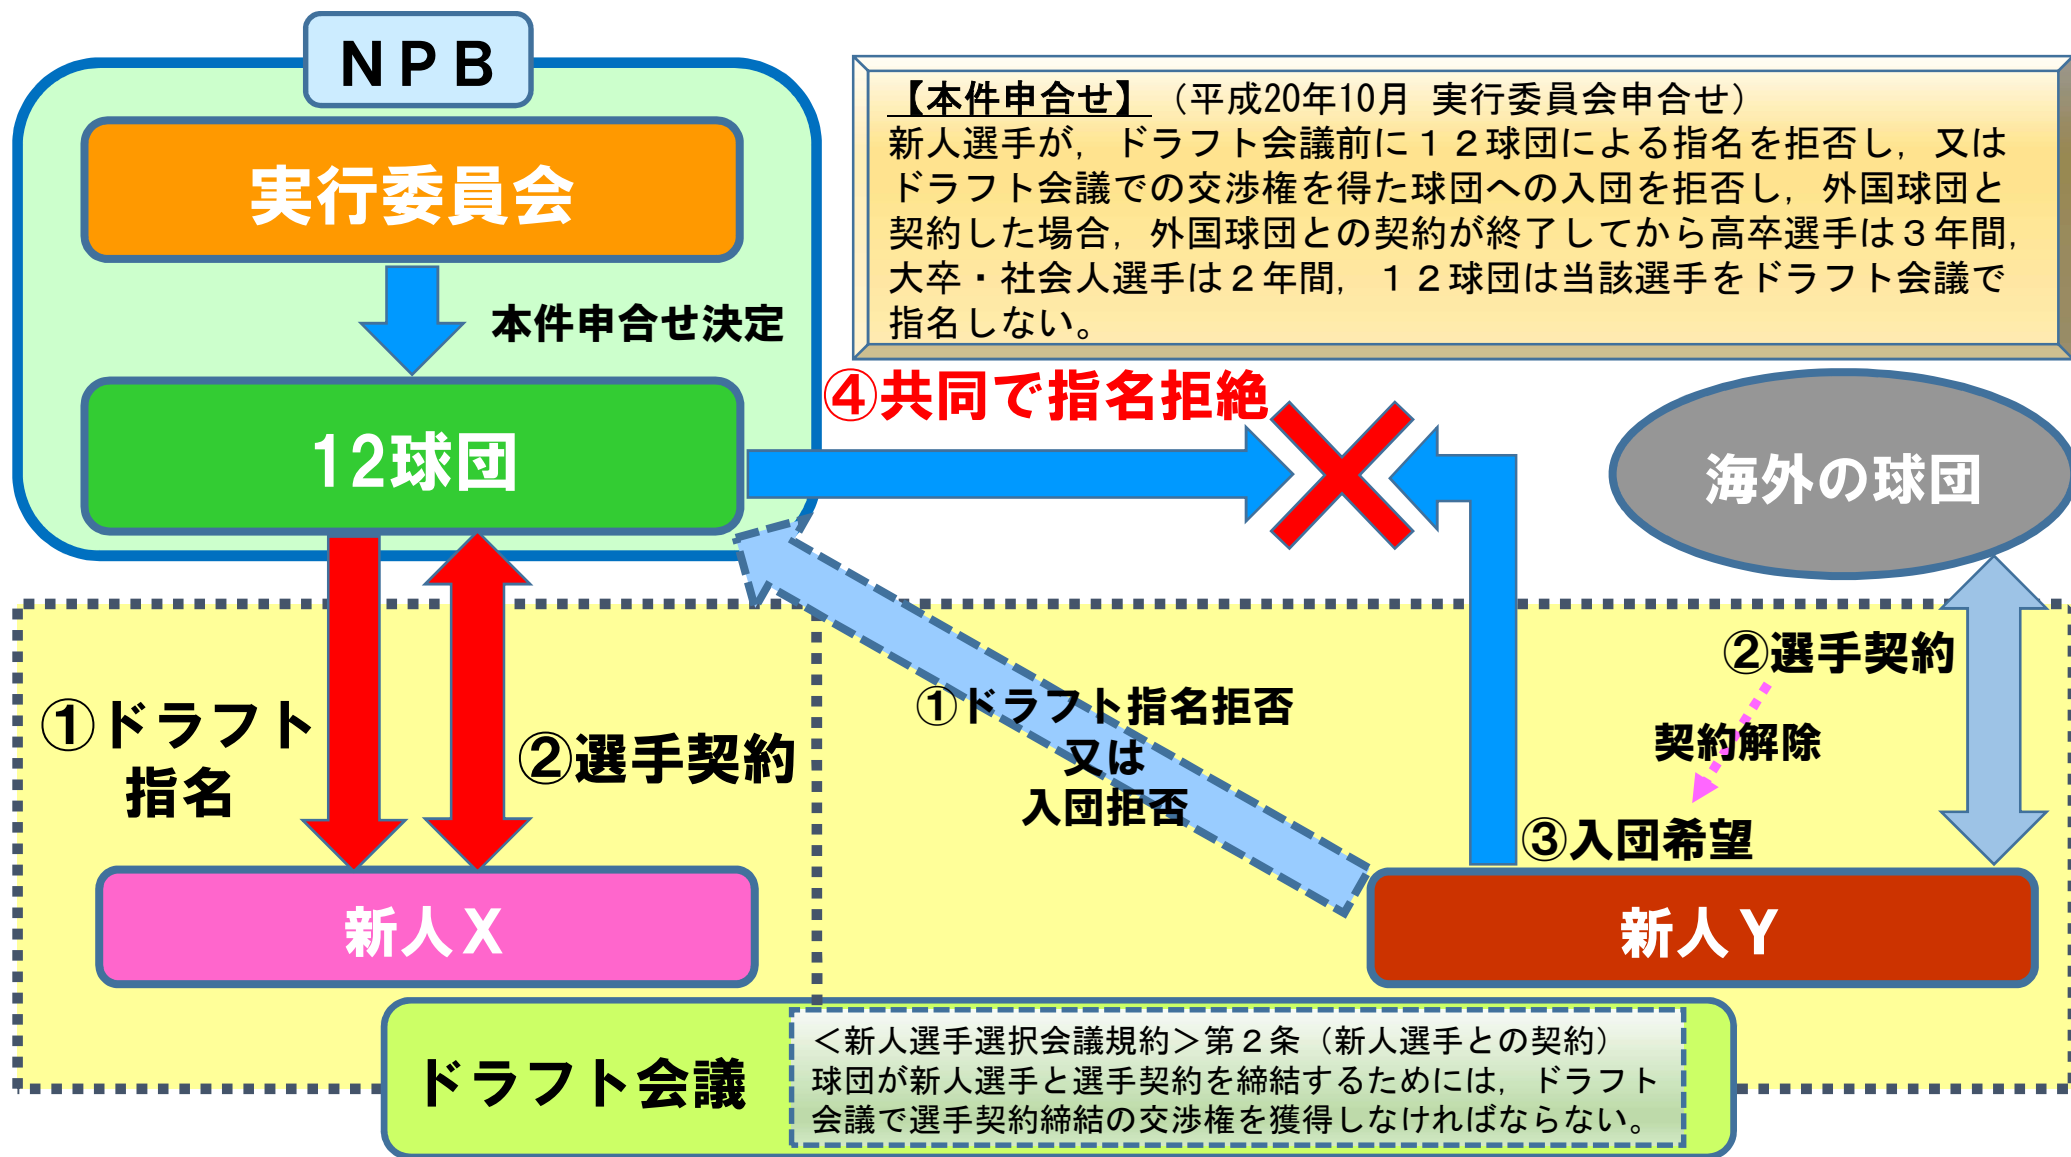 NPB
実行委員会
本件申合せ決定
12球団
【本件申合せ】（平成20年10月 実行委員会申合せ）
新人選手が，ドラフト会議前に１２球団による指名を拒否し，又は
ドラフト会議での交渉権を得た球団への入団を拒否し，外国球団と
契約した場合，外国球団との契約が終了してから高卒選手は３年間，
大卒・社会人選手は２年間，１２球団は当該選手をドラフト会議で
指名しない。
④共同で指名拒絶
海外の球団
①ドラフト
指名
②選手契約
①ドラフト指名拒否
又は
入団拒否
②選手契約
契約解除
③入団希望
新人X
新人Y
ドラフト会議
＜新人選手選択会議規約＞第２条（新人選手との契約）
球団が新人選手と選手契約を締結するためには，ドラフト
会議で選手契約締結の交渉権を獲得しなければならない。